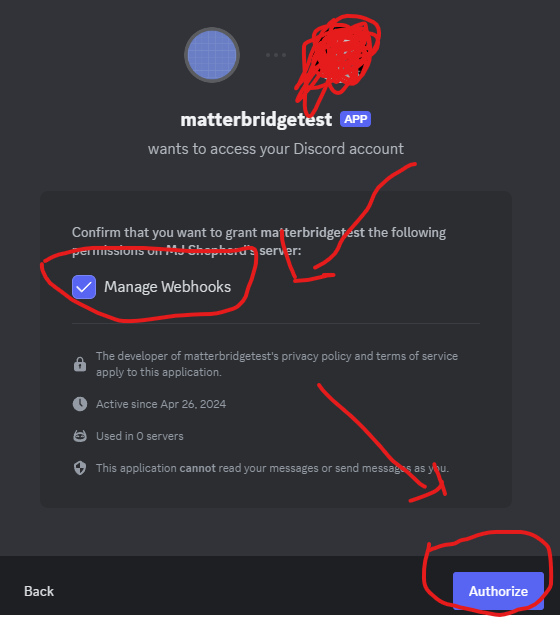 matterbridgetest APP
wants to access your Discord account
Confirm that you want to grant matterbridgetest the following
permissions on MJ Shepherd's server:
Manage Webhooks
The developer of matterbridgetest's privacy policy and terms of service
apply to this application.
Active since Apr 26, 2024
Used in 0 servers
This application cannot read your messages or send messages as you.
Back
Authorize